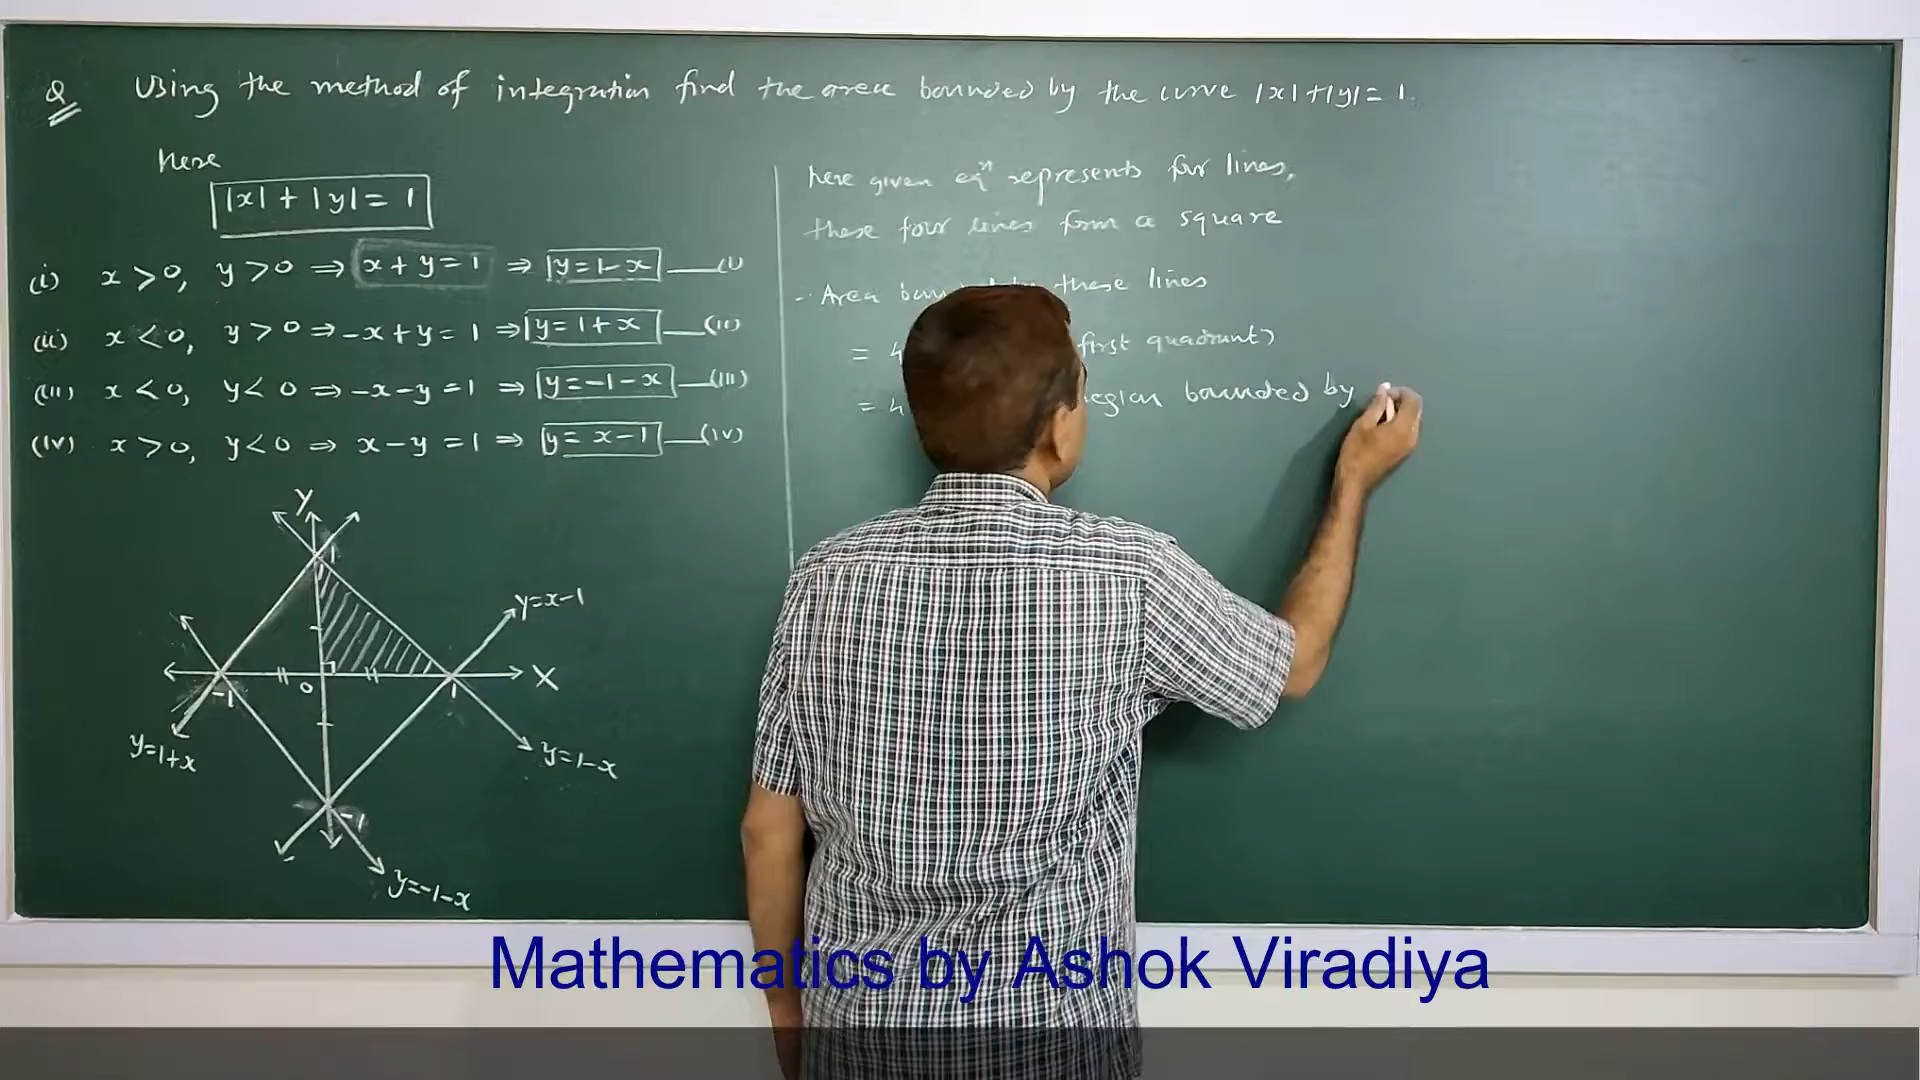 Q Using the method of integration find the area bounded by the curve |x|+|y|= 1.
here
|x| + |y| = 1
(i) x > 0, y > 0 ⇒ x + y = 1 ⇒ y = 1 - x ——(i)
(ii) x < 0, y > 0 ⇒ -x + y = 1 ⇒ y = 1 + x ——(ii)
(iii) x < 0, y < 0 ⇒ -x - y = 1 ⇒ y = -1 - x ——(iii)
(iv) x > 0, y < 0 ⇒ x - y = 1 ⇒ y = x - 1 ——(iv)
Y
1
y=x-1
-1
0
1
X
y=1+x
y=1-x
-1
y=-1-x
here given eqⁿ represents four lines,
these four lines form a square
∴ Area these lines
= 4 first quadrant)
= 4 region bounded by
Mathematics by Ashok Viradiya